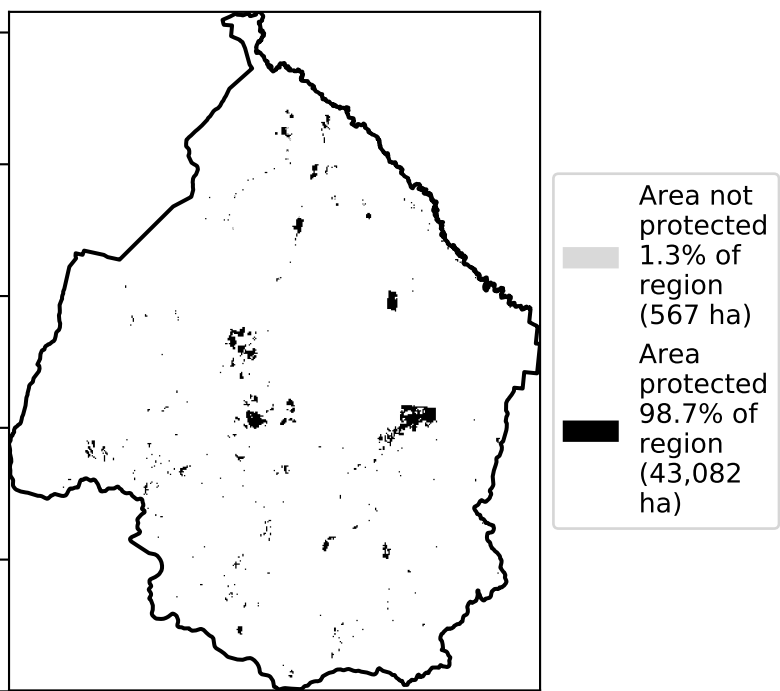 Area not
protected
1.3% of
region
(567 ha)
Area
protected
98.7% of
region
(43,082
ha)